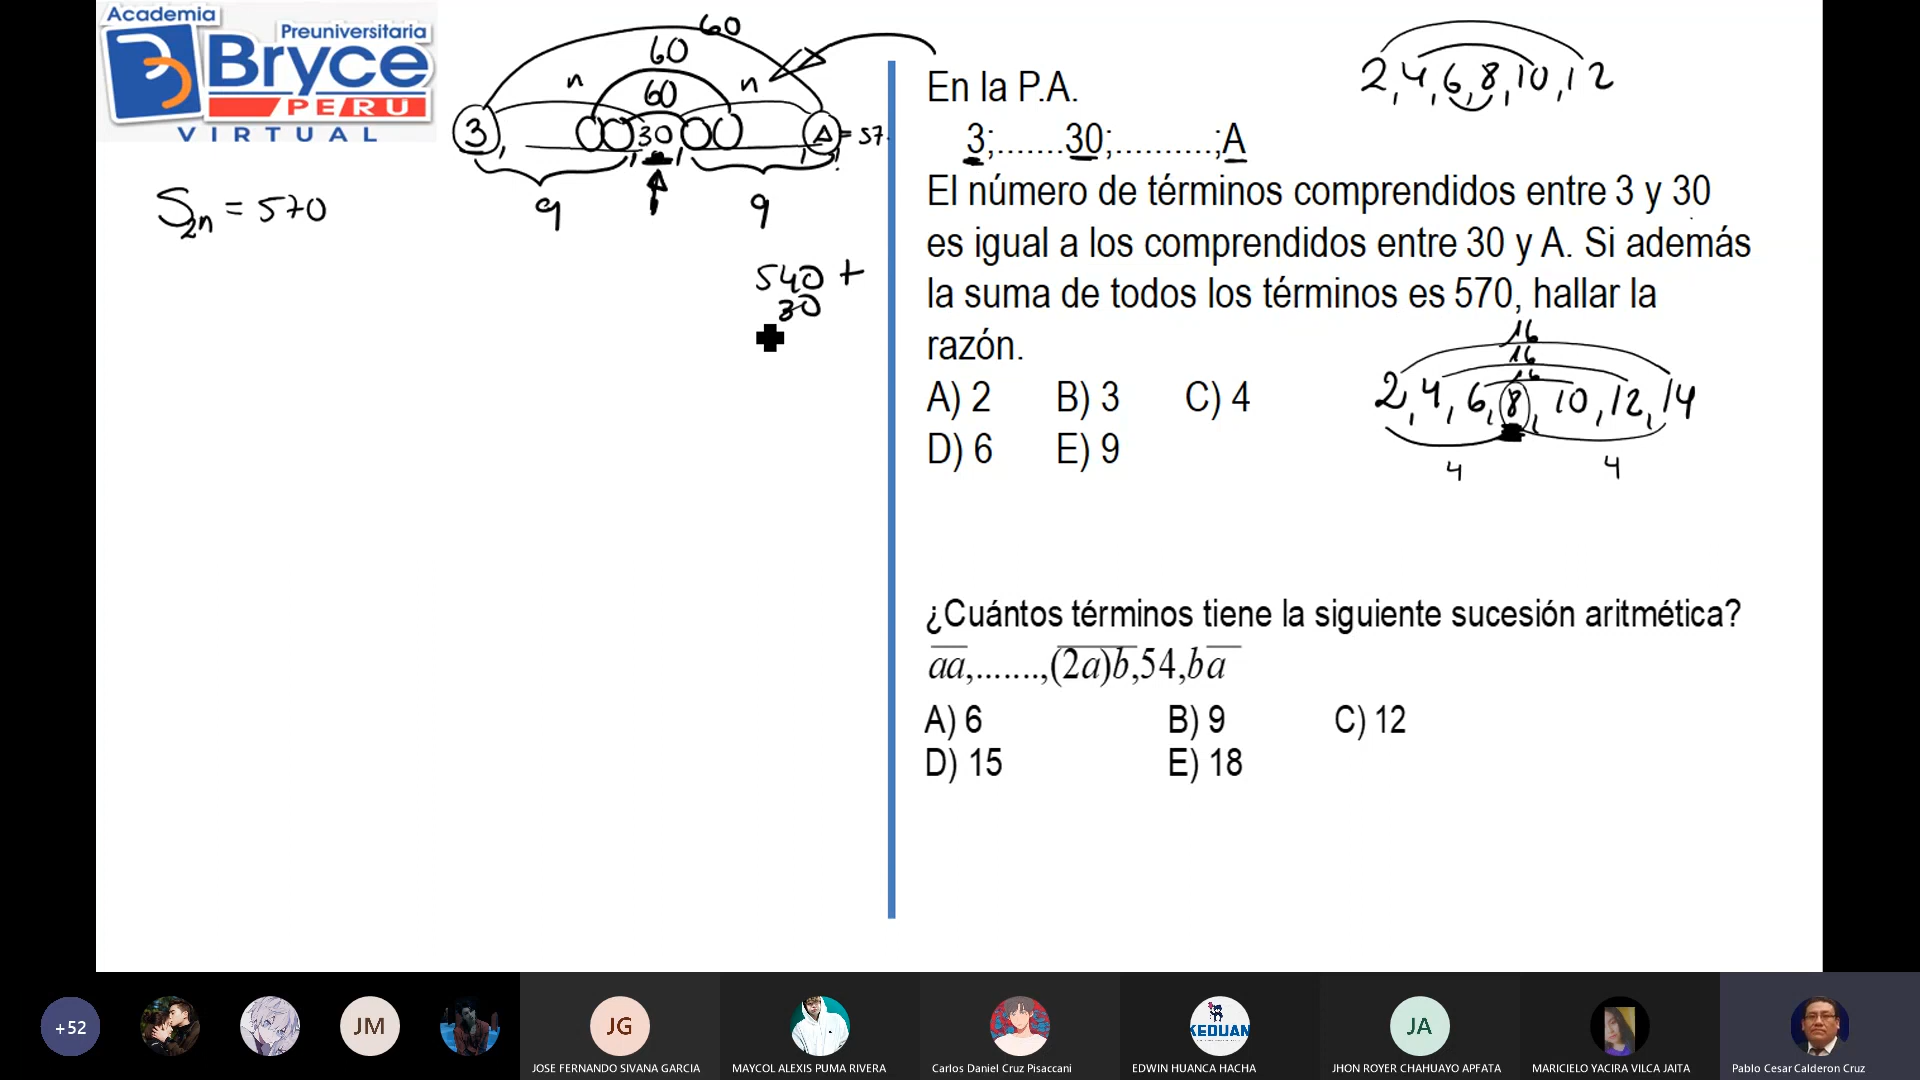 Academia
Preuniversitaria
Bryce
PERU
VIRTUAL
60
60
n n
60
3, 30 A = 57
9 9
S2n = 570
540 +
30
2, 4, 6, 8, 10, 12
En la P.A.
3;.......30;..........;A
El número de términos comprendidos entre 3 y 30
es igual a los comprendidos entre 30 y A. Si además
la suma de todos los términos es 570, hallar la
razón.
A) 2 B) 3 C) 4
D) 6 E) 9
16
16
16
2, 4, 6, 8, 10, 12, 14
4 4
¿Cuántos términos tiene la siguiente sucesión aritmética?
aa,.......,(2a)b,54,ba
A) 6 B) 9 C) 12
D) 15 E) 18
+52
JM
JG
KEDUAN
JA
JOSE FERNANDO SIVANA GARCIA
MAYCOL ALEXIS PUMA RIVERA
Carlos Daniel Cruz Pisaccani
EDWIN HUANCA HACHA
JHON ROYER CHAHUAYO APFATA
MARICIELO YACIRA VILCA JAITA
Pablo Cesar Calderon Cruz